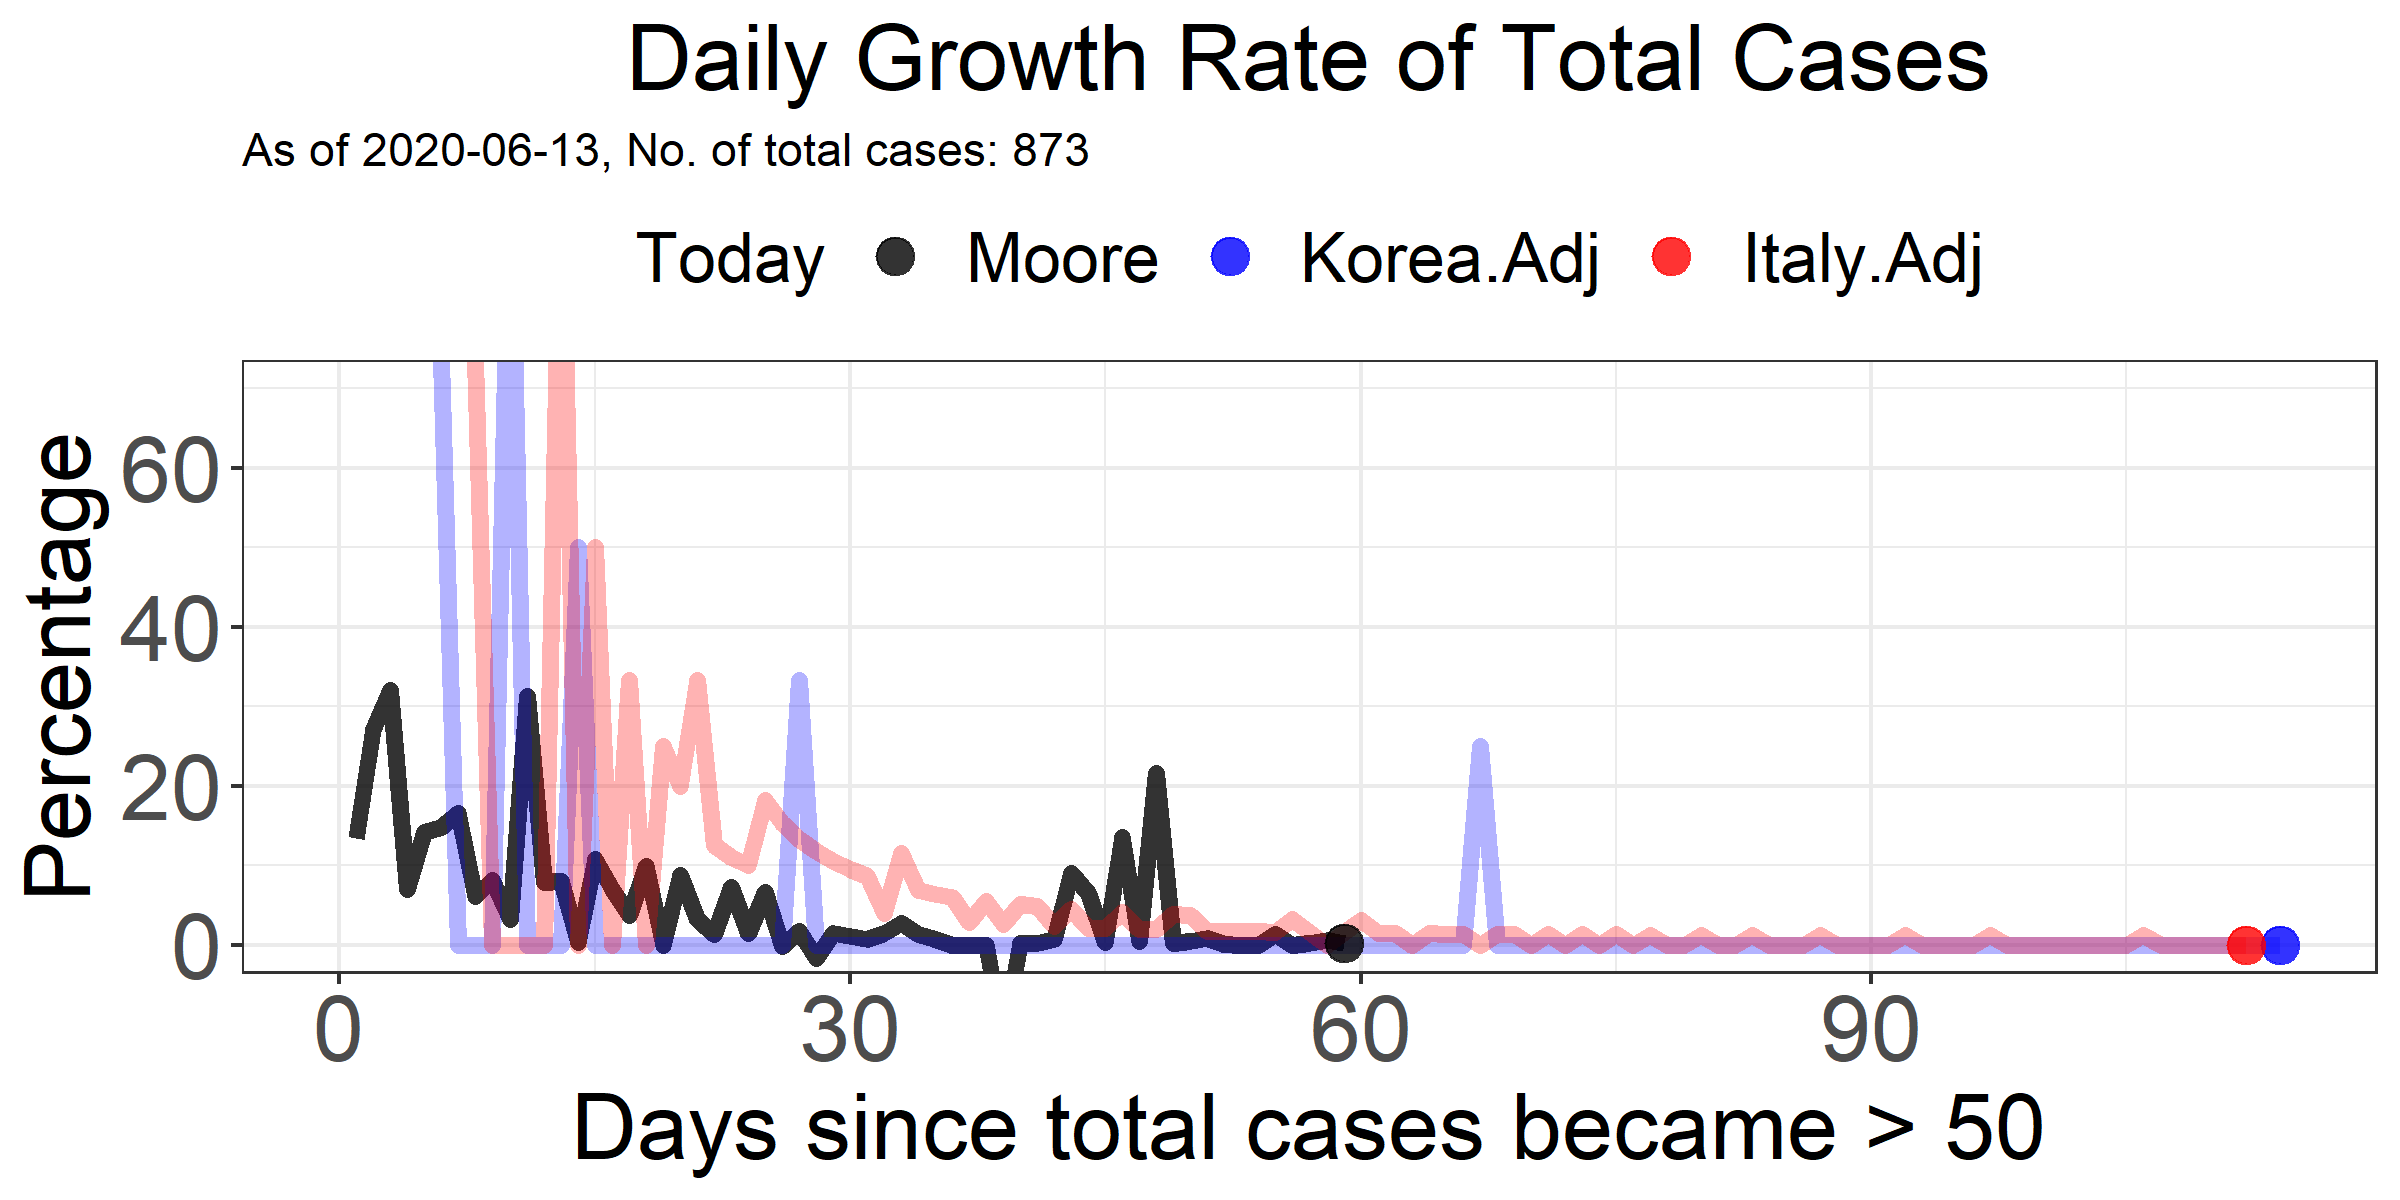 Daily Growth Rate of Total Cases
As of 2020-06-13, No. of total cases: 873
Today Moore Korea.Adj Italy.Adj
Percentage
60
40
20
0
0 30 60 90
Days since total cases became > 50